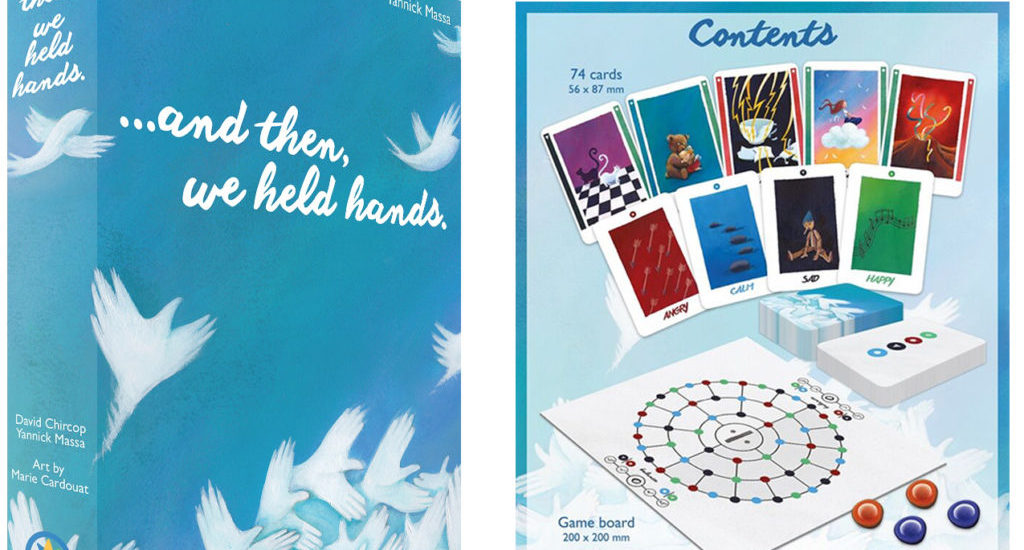 we
held
hands.
Yannick Massa
...and then,
we held hands.
David Chircop
Yannick Massa
Art by
Marie Cardouat
Contents
74 cards
56 x 87 mm
ANGRY
CALM
SAD
HAPPY
Game board
200 x 200 mm